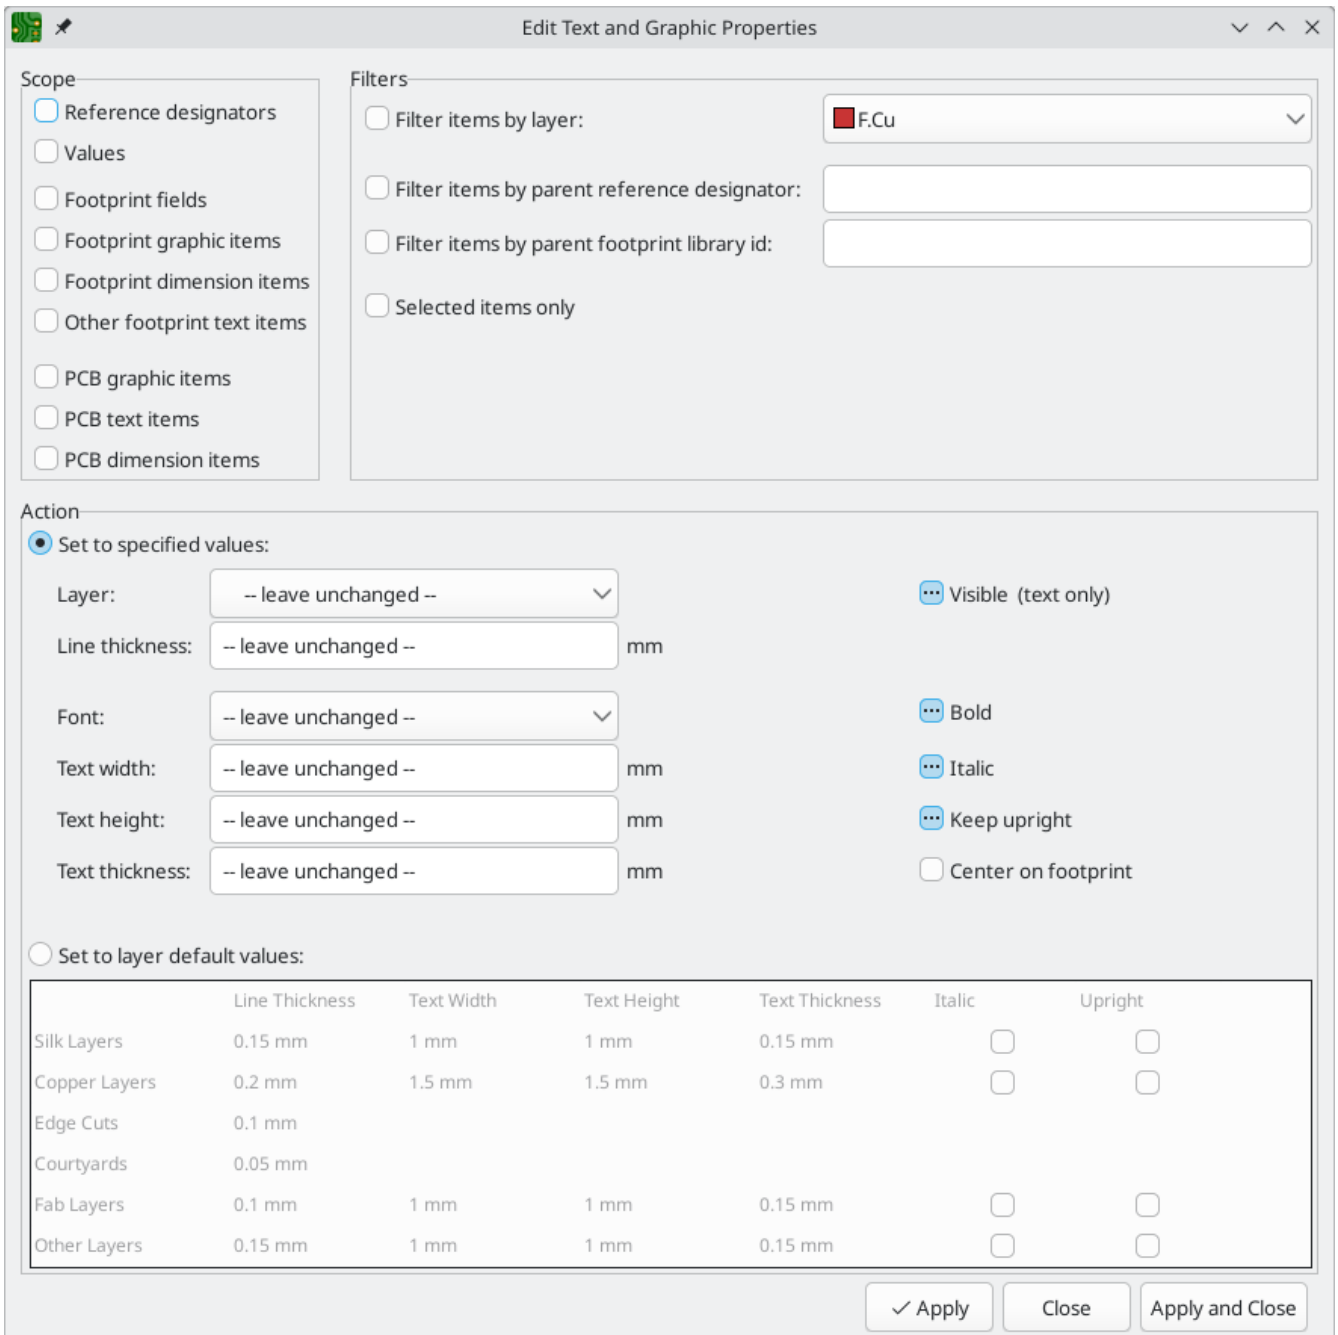 Edit Text and Graphic Properties
Scope
Reference designators
Values
Footprint fields
Footprint graphic items
Footprint dimension items
Other footprint text items
PCB graphic items
PCB text items
PCB dimension items
Filters
Filter items by layer: F.Cu
Filter items by parent reference designator:
Filter items by parent footprint library id:
Selected items only
Action
Set to specified values:
Layer: -- leave unchanged -- Visible (text only)
Line thickness: -- leave unchanged -- mm
Font: -- leave unchanged -- Bold
Text width: -- leave unchanged -- mm Italic
Text height: -- leave unchanged -- mm Keep upright
Text thickness: -- leave unchanged -- mm Center on footprint
Set to layer default values:
Line Thickness Text Width Text Height Text Thickness Italic Upright
Silk Layers 0.15 mm 1 mm 1 mm 0.15 mm
Copper Layers 0.2 mm 1.5 mm 1.5 mm 0.3 mm
Edge Cuts 0.1 mm
Courtyards 0.05 mm
Fab Layers 0.1 mm 1 mm 1 mm 0.15 mm
Other Layers 0.15 mm 1 mm 1 mm 0.15 mm
Apply Close Apply and Close